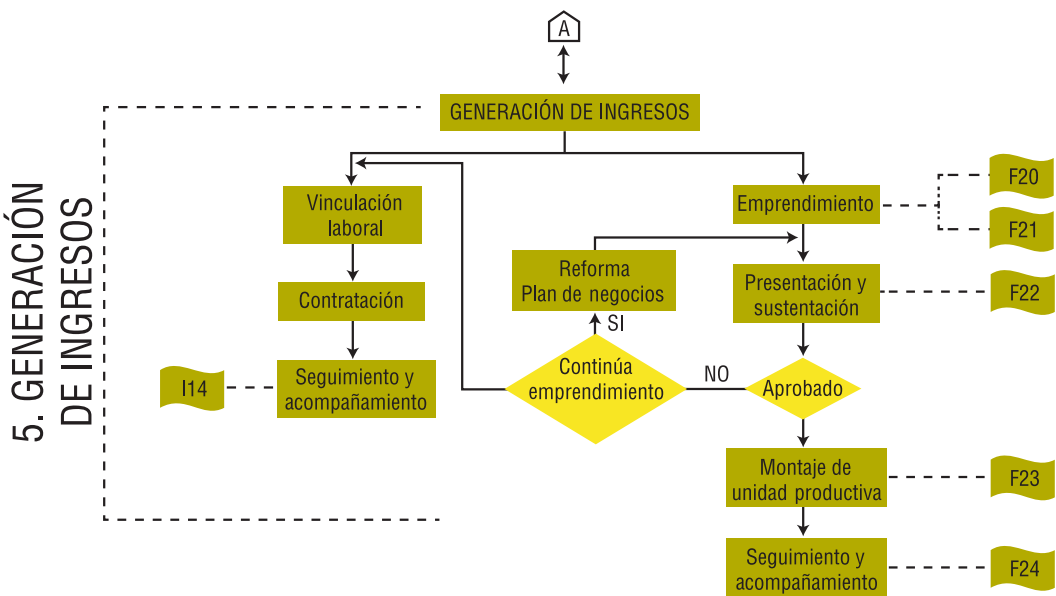 A
GENERACIÓN DE INGRESOS
5. GENERACIÓN
DE INGRESOS
Vinculación
laboral
Contratación
Seguimiento y
acompañamiento
I14
Emprendimiento
F20
F21
Reforma
Plan de negocios
Presentación y
sustentación
F22
SI
Continúa
emprendimiento
NO
Aprobado
Montaje de
unidad productiva
F23
Seguimiento y
acompañamiento
F24